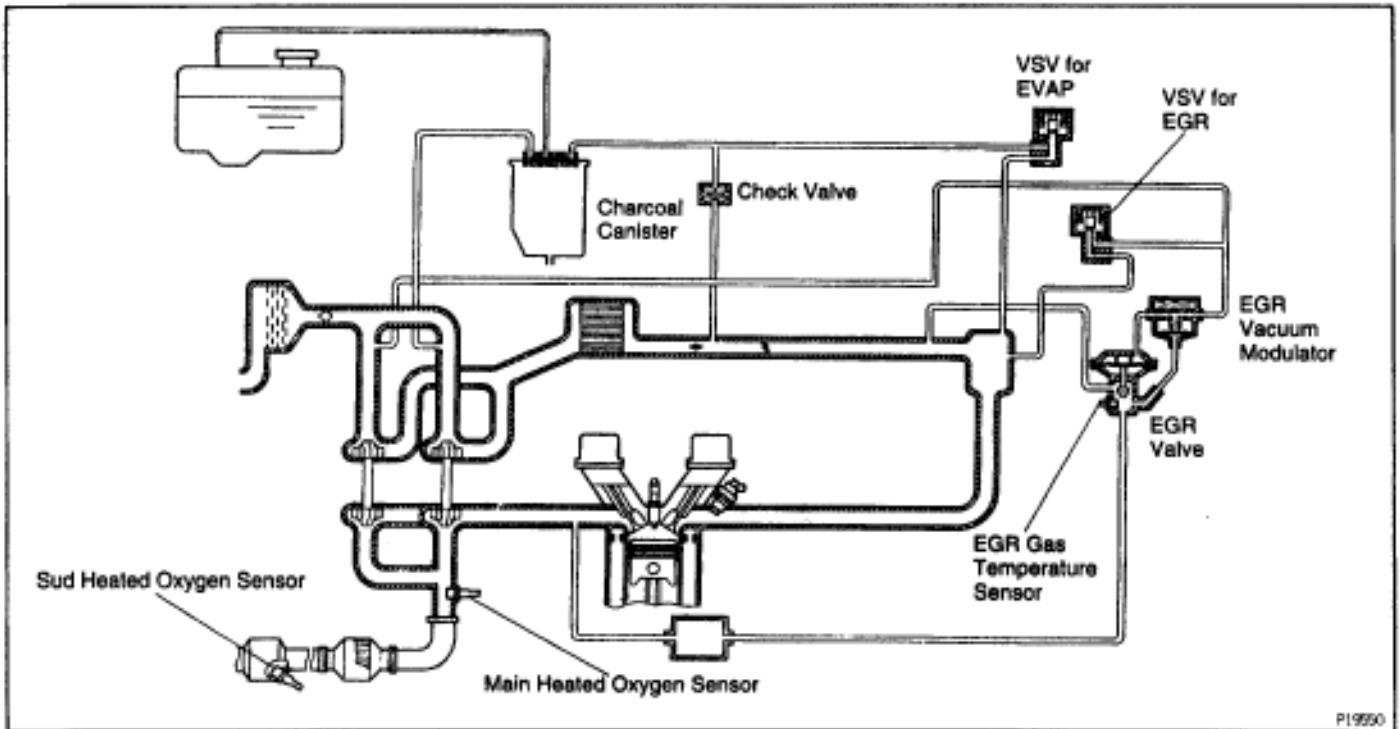 VSV for
EVAP
VSV for
EGR
Check Valve
Charcoal
Canister
EGR
Vacuum
Modulator
EGR
Valve
EGR Gas
Temperature
Sensor
Sud Heated Oxygen Sensor
Main Heated Oxygen Sensor
P19550